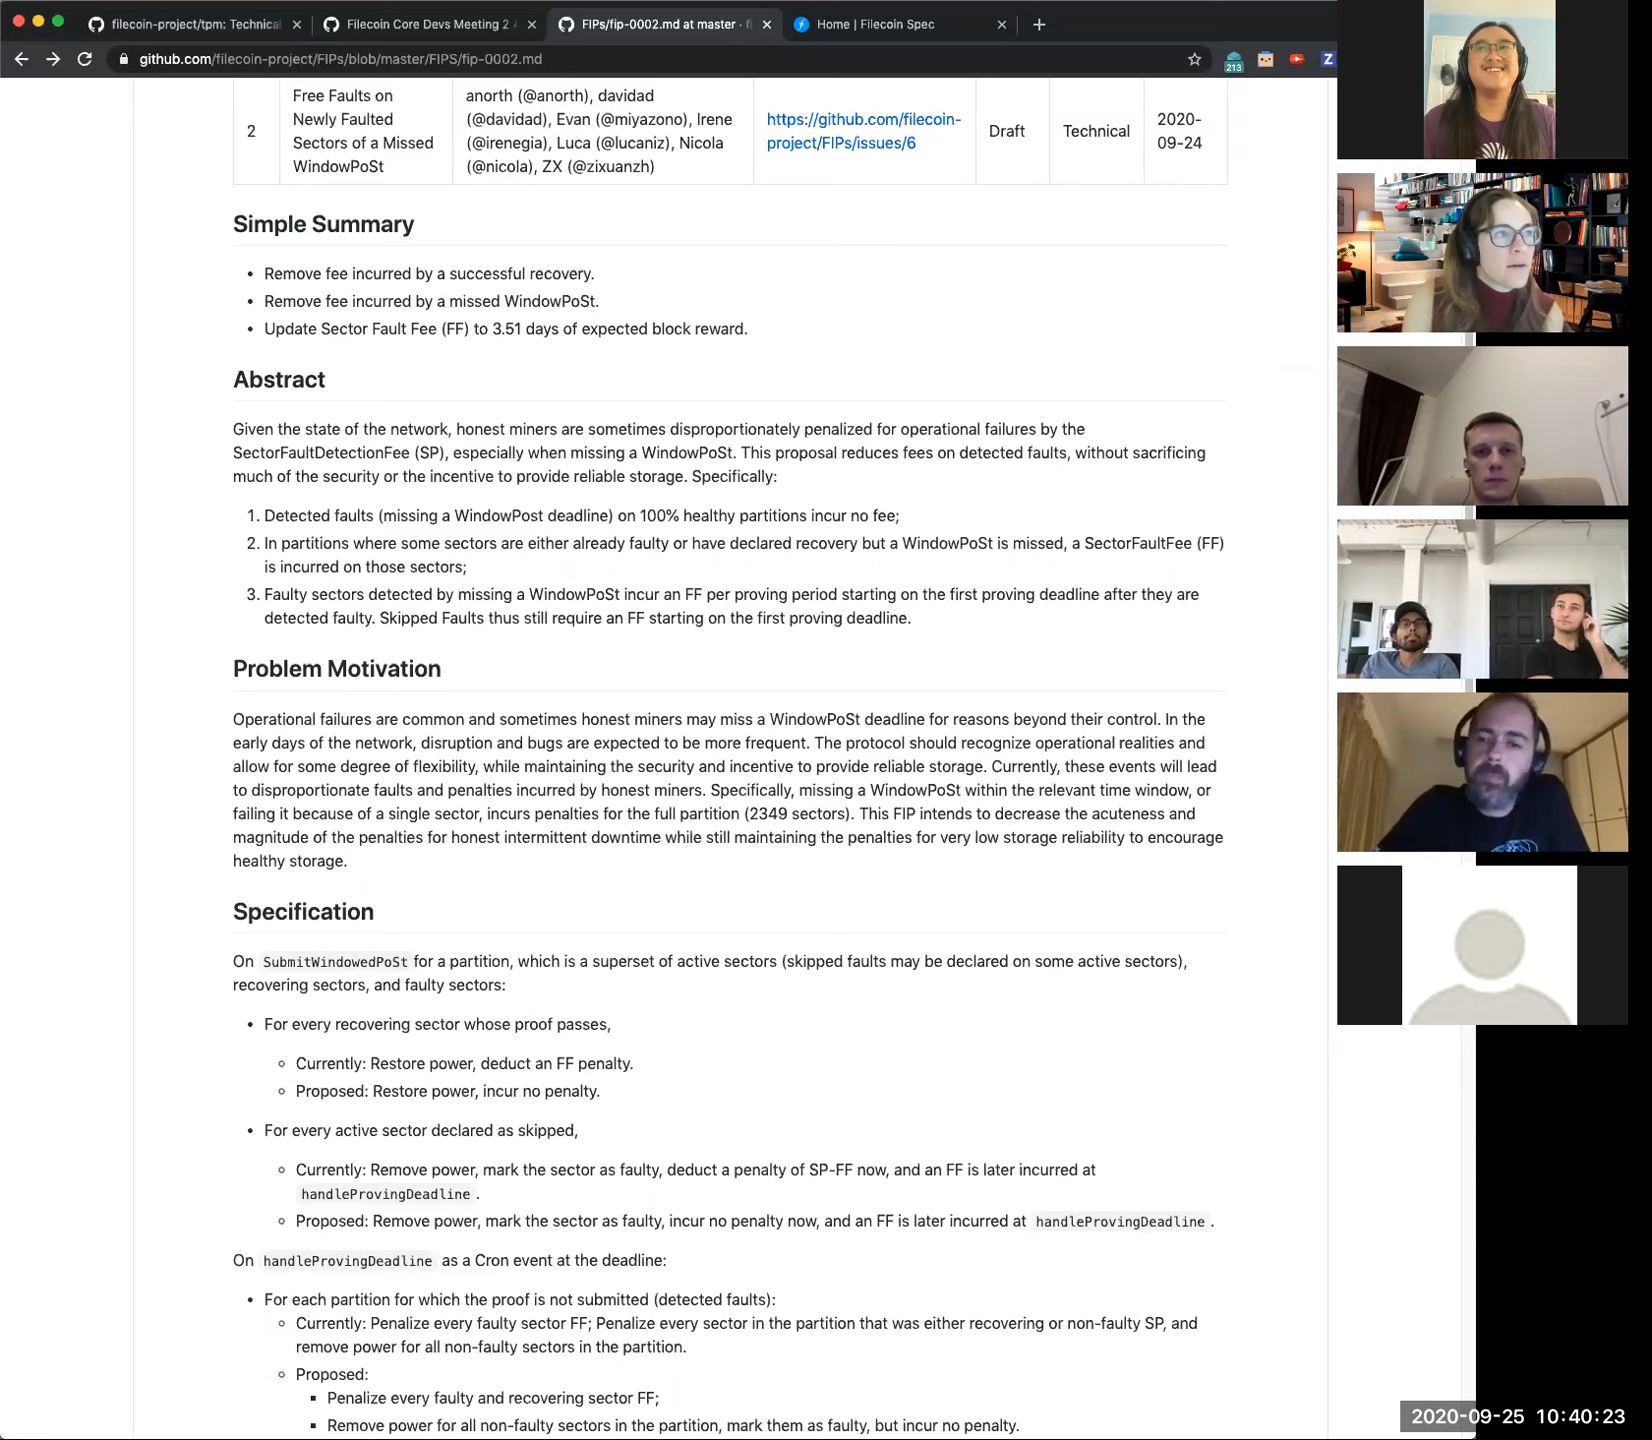 filecoin-project/tpm: Technical
Filecoin Core Devs Meeting 2
FIPs/fip-0002.md at master · fi
Home | Filecoin Spec
github.com/filecoin-project/FIPs/blob/master/FIPS/fip-0002.md
213
Z
2
Free Faults on
Newly Faulted
Sectors of a Missed
WindowPoSt
anorth (@anorth), davidad
(@davidad), Evan (@miyazono), Irene
(@irenegia), Luca (@lucaniz), Nicola
(@nicola), ZX (@zixuanzh)
https://github.com/filecoin-
project/FIPs/issues/6
Draft
Technical
2020-
09-24
Simple Summary
• Remove fee incurred by a successful recovery.
• Remove fee incurred by a missed WindowPoSt.
• Update Sector Fault Fee (FF) to 3.51 days of expected block reward.
Abstract
Given the state of the network, honest miners are sometimes disproportionately penalized for operational failures by the
SectorFaultDetectionFee (SP), especially when missing a WindowPoSt. This proposal reduces fees on detected faults, without sacrificing
much of the security or the incentive to provide reliable storage. Specifically:
1. Detected faults (missing a WindowPost deadline) on 100% healthy partitions incur no fee;
2. In partitions where some sectors are either already faulty or have declared recovery but a WindowPoSt is missed, a SectorFaultFee (FF)
is incurred on those sectors;
3. Faulty sectors detected by missing a WindowPoSt incur an FF per proving period starting on the first proving deadline after they are
detected faulty. Skipped Faults thus still require an FF starting on the first proving deadline.
Problem Motivation
Operational failures are common and sometimes honest miners may miss a WindowPoSt deadline for reasons beyond their control. In the
early days of the network, disruption and bugs are expected to be more frequent. The protocol should recognize operational realities and
allow for some degree of flexibility, while maintaining the security and incentive to provide reliable storage. Currently, these events will lead
to disproportionate faults and penalties incurred by honest miners. Specifically, missing a WindowPoSt within the relevant time window, or
failing it because of a single sector, incurs penalties for the full partition (2349 sectors). This FIP intends to decrease the acuteness and
magnitude of the penalties for honest intermittent downtime while still maintaining the penalties for very low storage reliability to encourage
healthy storage.
Specification
On SubmitWindowedPoSt for a partition, which is a superset of active sectors (skipped faults may be declared on some active sectors),
recovering sectors, and faulty sectors:
• For every recovering sector whose proof passes,
◦ Currently: Restore power, deduct an FF penalty.
◦ Proposed: Restore power, incur no penalty.
• For every active sector declared as skipped,
◦ Currently: Remove power, mark the sector as faulty, deduct a penalty of SP-FF now, and an FF is later incurred at
handleProvingDeadline .
◦ Proposed: Remove power, mark the sector as faulty, incur no penalty now, and an FF is later incurred at handleProvingDeadline .
On handleProvingDeadline as a Cron event at the deadline:
• For each partition for which the proof is not submitted (detected faults):
◦ Currently: Penalize every faulty sector FF; Penalize every sector in the partition that was either recovering or non-faulty SP, and
remove power for all non-faulty sectors in the partition.
◦ Proposed:
▪ Penalize every faulty and recovering sector FF;
▪ Remove power for all non-faulty sectors in the partition, mark them as faulty, but incur no penalty.
2020-09-25 10:40:23